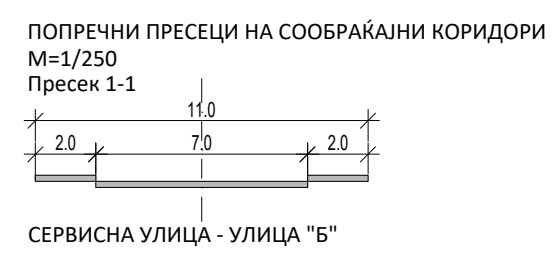 ПОПРЕЧНИ ПРЕСЕЦИ НА СООБРАЌАЈНИ КОРИДОРИ
М=1/250
Пресек 1-1
11.0
2.0 7.0 2.0
СЕРВИСНА УЛИЦА - УЛИЦА "Б"